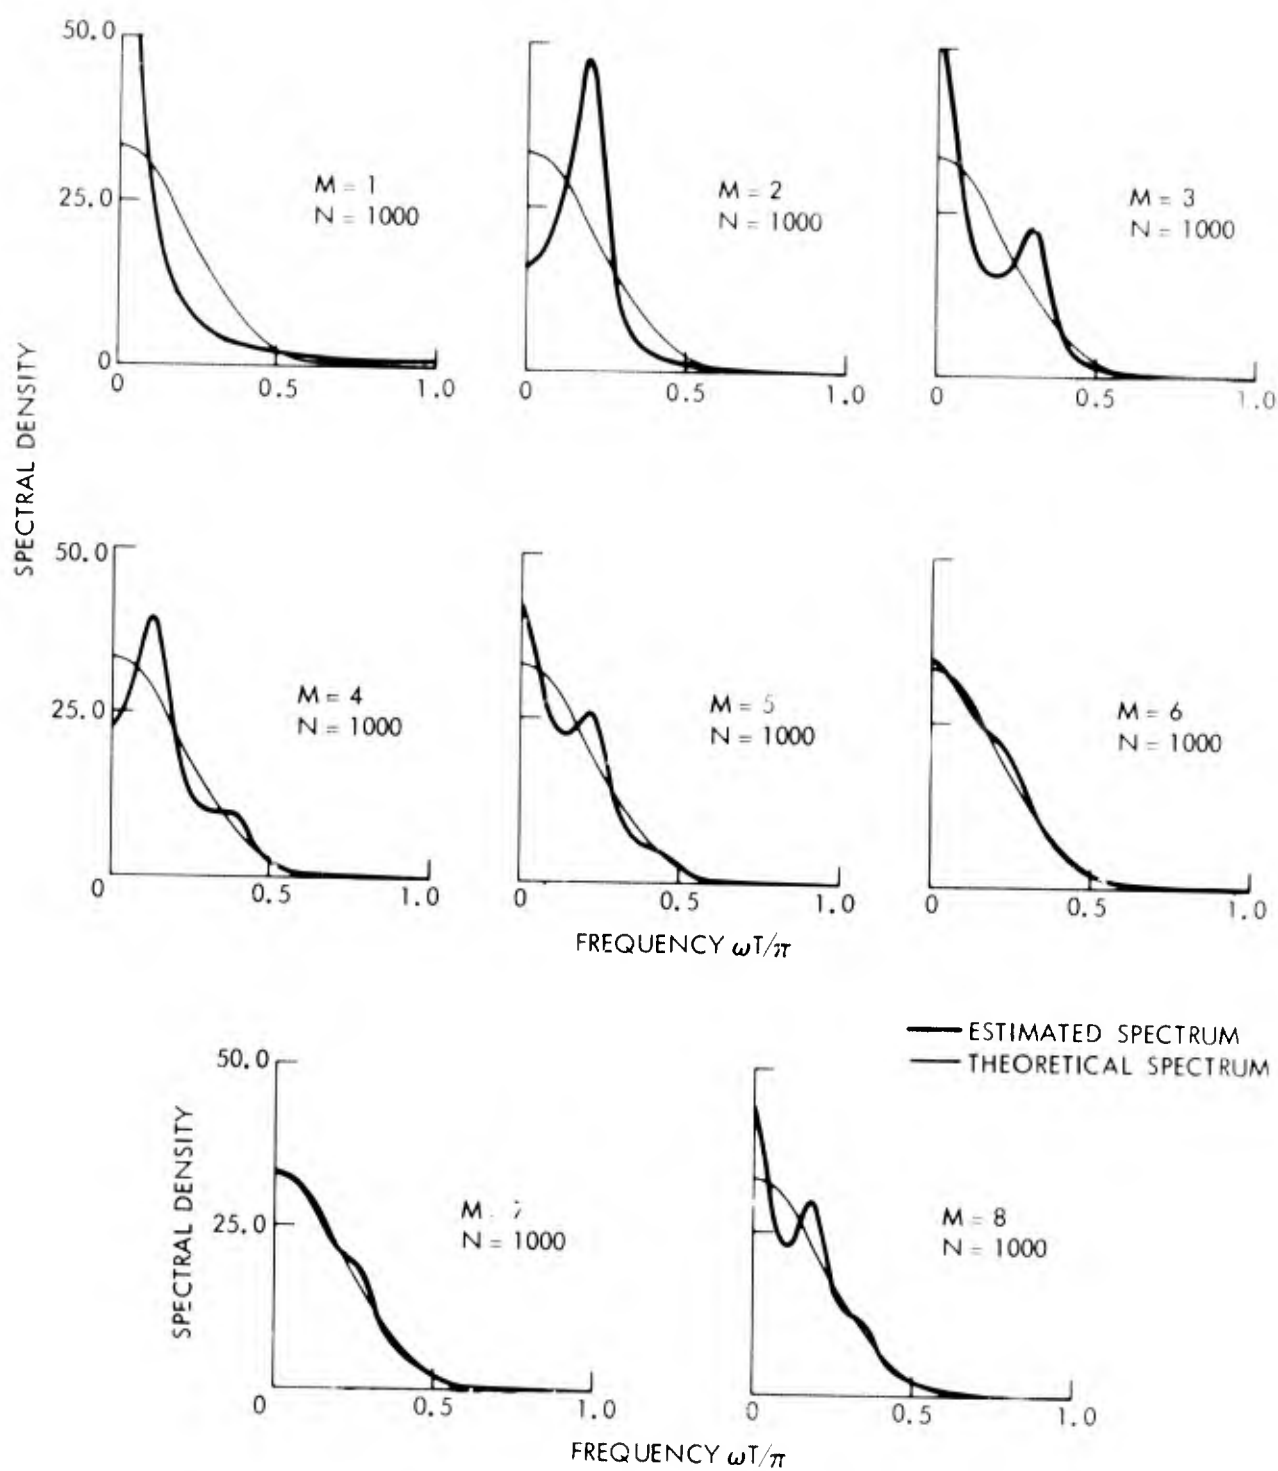 50.0
25.0
0
0 0.5 1.0
M = 1
N = 1000
0 0.5 1.0
M = 2
N = 1000
0 0.5 1.0
M = 3
N = 1000
SPECTRAL DENSITY
50.0
25.0
0
0 0.5 1.0
M = 4
N = 1000
0 0.5 1.0
M = 5
N = 1000
0 0.5 1.0
M = 6
N = 1000
FREQUENCY ωT/π
ESTIMATED SPECTRUM
THEORETICAL SPECTRUM
SPECTRAL DENSITY
50.0
25.0
0 0.5 1.0
M = 7
N = 1000
0 0.5 1.0
M = 8
N = 1000
FREQUENCY ωT/π